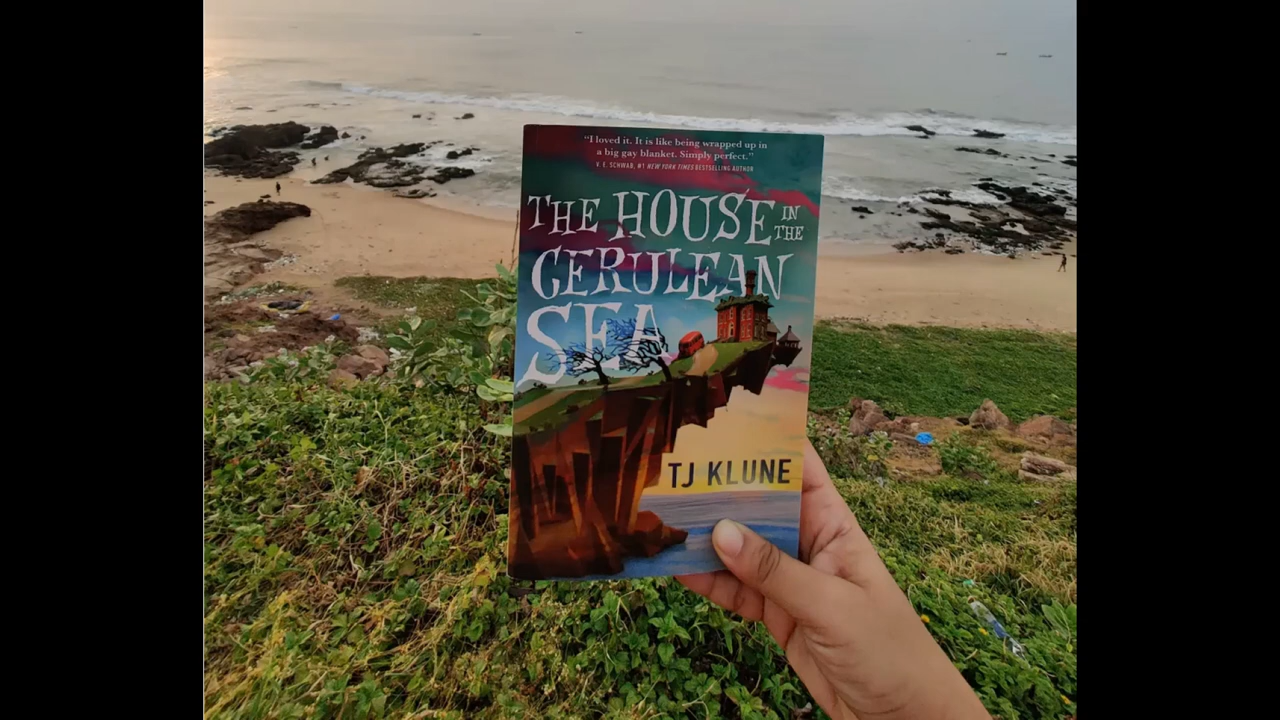 “I loved it. It is like being wrapped up in
a big gay blanket. Simply perfect.”
V. E. SCHWAB, #1 NEW YORK TIMES BESTSELLING AUTHOR
THE HOUSE IN THE
CERULEAN
SEA
TJ KLUNE